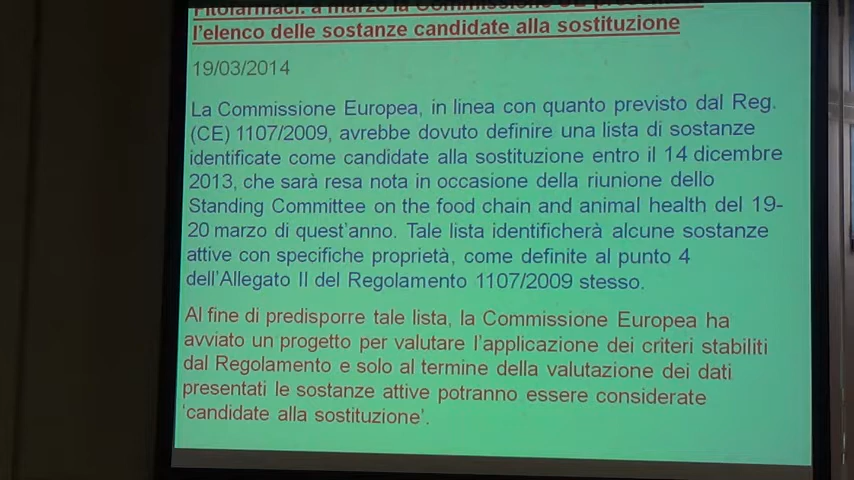 Fitofarmaci: a marzo la Commissione
l'elenco delle sostanze candidate alla sostituzione
19/03/2014
La Commissione Europea, in linea con quanto previsto dal Reg.
(CE) 1107/2009, avrebbe dovuto definire una lista di sostanze
identificate come candidate alla sostituzione entro il 14 dicembre
2013, che sarà resa nota in occasione della riunione dello
Standing Committee on the food chain and animal health del 19-
20 marzo di quest'anno. Tale lista identificherà alcune sostanze
attive con specifiche proprietà, come definite al punto 4
dell'Allegato II del Regolamento 1107/2009 stesso.
Al fine di predisporre tale lista, la Commissione Europea ha
avviato un progetto per valutare l'applicazione dei criteri stabiliti
dal Regolamento e solo al termine della valutazione dei dati
presentati le sostanze attive potranno essere considerate
'candidate alla sostituzione'.